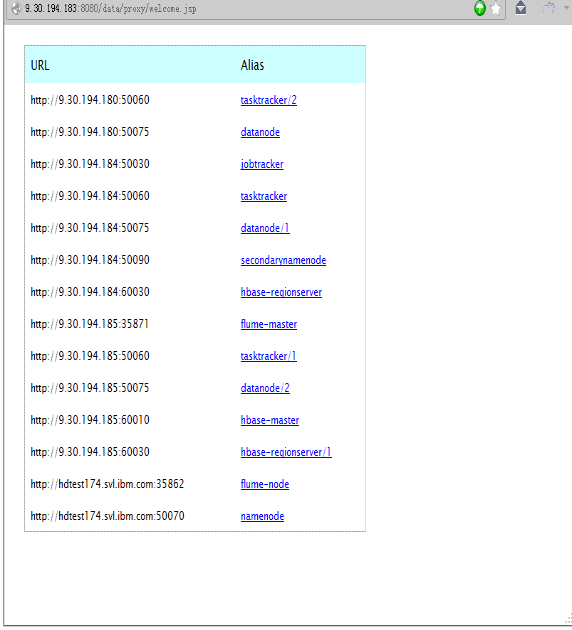 9.30.194.183:8080/data/proxy/welcome.jsp
URL Alias
http://9.30.194.180:50060 tasktracker/2
http://9.30.194.180:50075 datanode
http://9.30.194.184:50030 jobtracker
http://9.30.194.184:50060 tasktracker
http://9.30.194.184:50075 datanode/1
http://9.30.194.184:50090 secondarynamenode
http://9.30.194.184:60030 hbase-regionserver
http://9.30.194.185:35871 flume-master
http://9.30.194.185:50060 tasktracker/1
http://9.30.194.185:50075 datanode/2
http://9.30.194.185:60010 hbase-master
http://9.30.194.185:60030 hbase-regionserver/1
http://hdtest174.svl.ibm.com:35862 flume-node
http://hdtest174.svl.ibm.com:50070 namenode